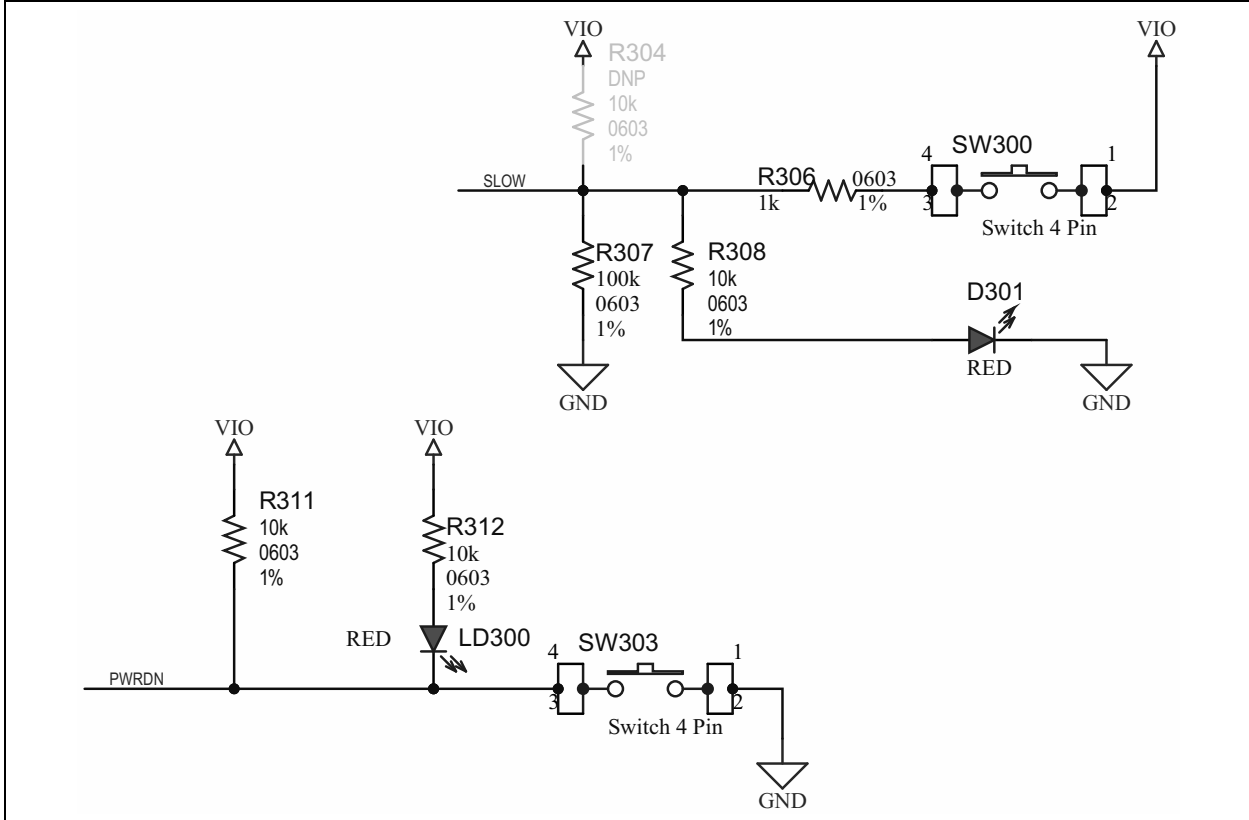 VIO
R304
DNP
10k
0603
1%
VIO
SLOW
R306
1k
0603
1%
SW300
4
3
1
2
Switch 4 Pin
R307
100k
0603
1%
R308
10k
0603
1%
D301
RED
GND
GND
VIO
VIO
R311
10k
0603
1%
R312
10k
0603
1%
RED
LD300
SW303
4
3
1
2
Switch 4 Pin
PWRDN
GND